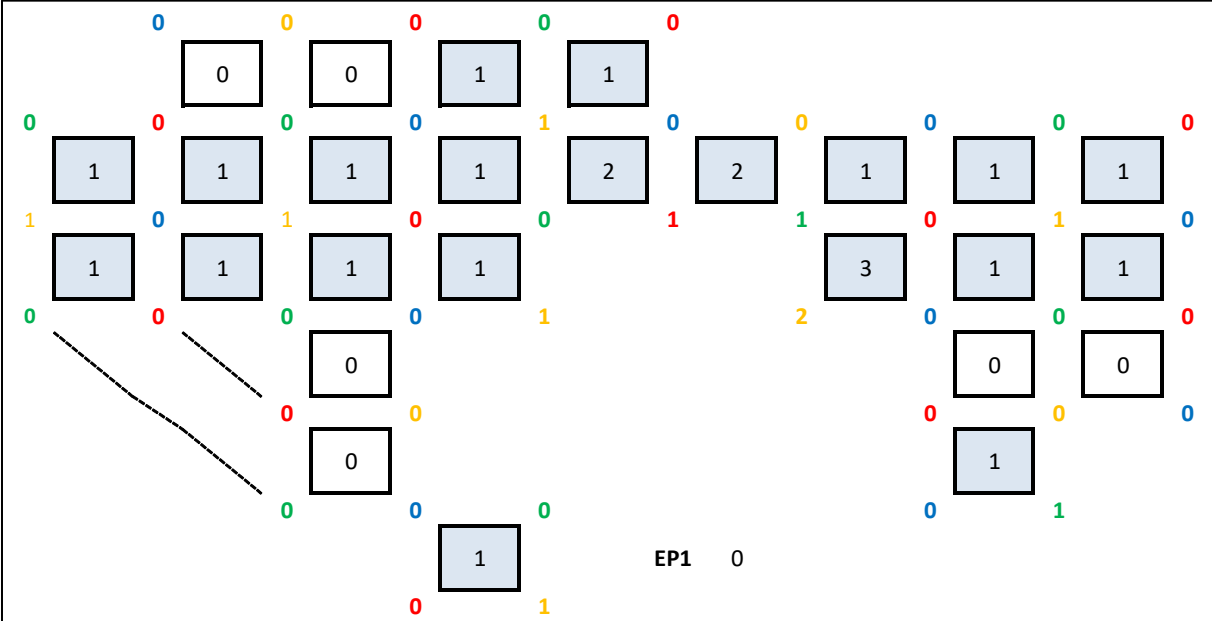 0 0 0 0 0
0 0 1 1
0 0 0 0 1 0 0 0 0 0
1 1 1 1 2 2 1 1 1
1 0 1 0 0 1 1 0 1 0
1 1 1 1 3 1 1
0 0 0 0 1 2 0 0 0
0 0 0
0 0 0 0 0
0 1
0 0 0 0 1
1 EP1 0
0 1